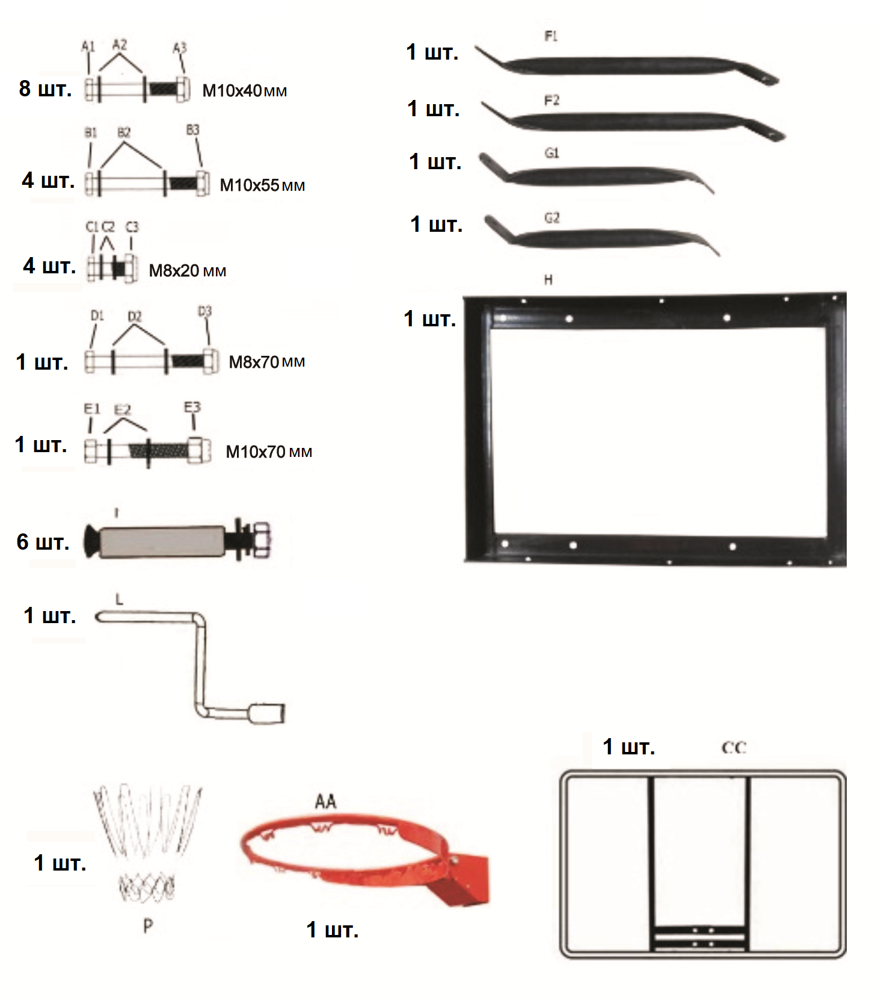 A1 A2 A3
8 шт. M10x40мм
B1 B2 B3
4 шт. M10x55мм
C1 C2 C3
4 шт. M8x20 мм
D1 D2 D3
1 шт. M8x70мм
E1 E2 E3
1 шт. M10x70 мм
I
6 шт.
L
1 шт.
1 шт.
P
AA
1 шт.
F1
1 шт.
F2
1 шт.
G1
1 шт.
G2
1 шт.
H
1 шт.
1 шт. CC